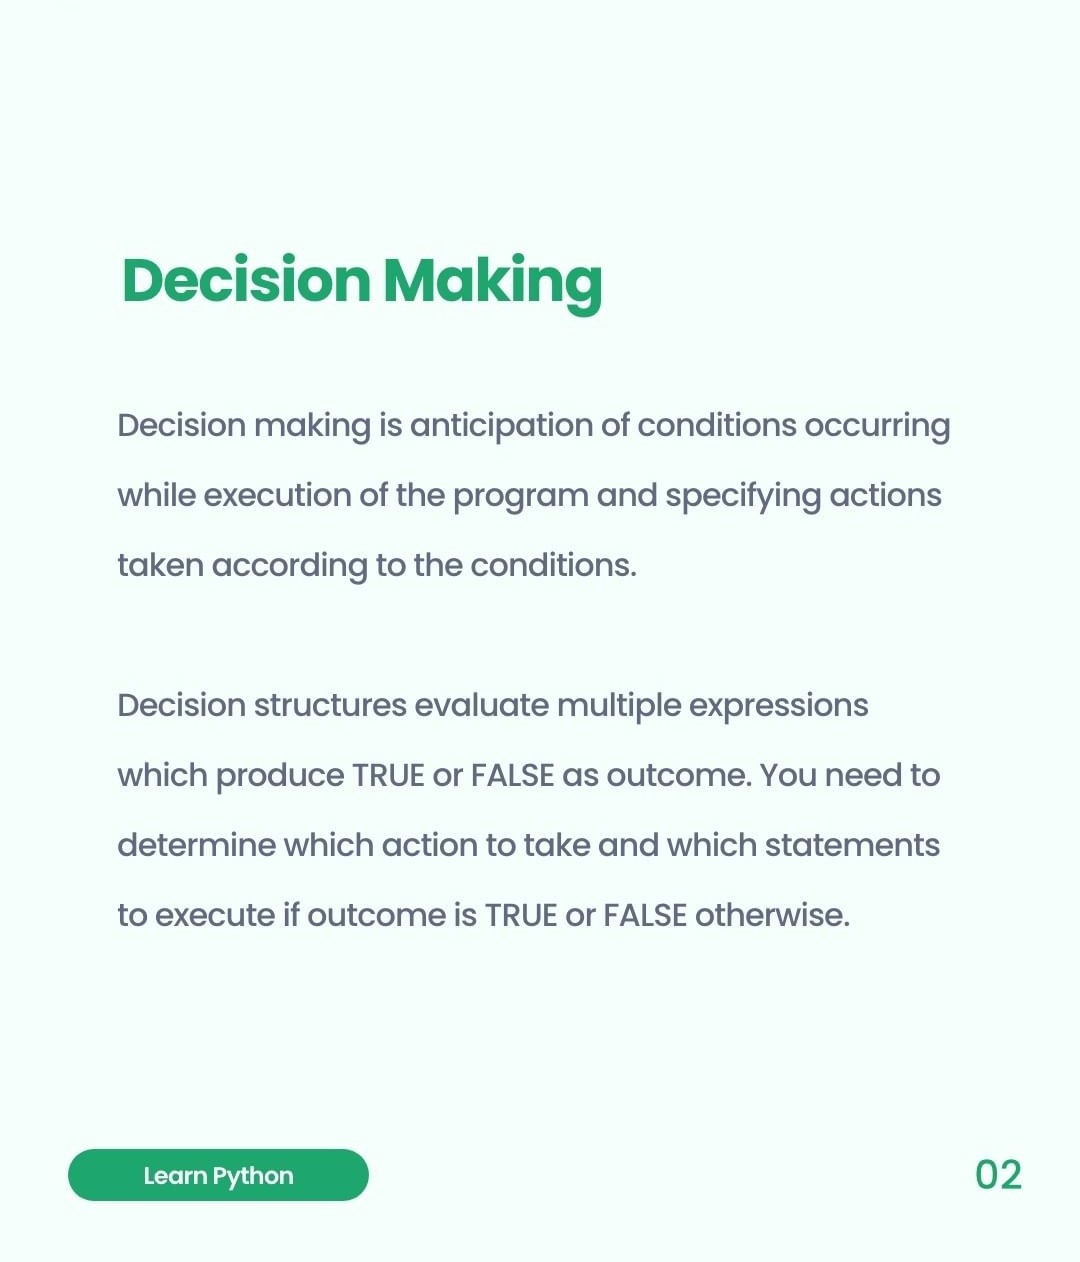 Decision Making
Decision making is anticipation of conditions occurring
while execution of the program and specifying actions
taken according to the conditions.
Decision structures evaluate multiple expressions
which produce TRUE or FALSE as outcome. You need to
determine which action to take and which statements
to execute if outcome is TRUE or FALSE otherwise.
Learn Python
02